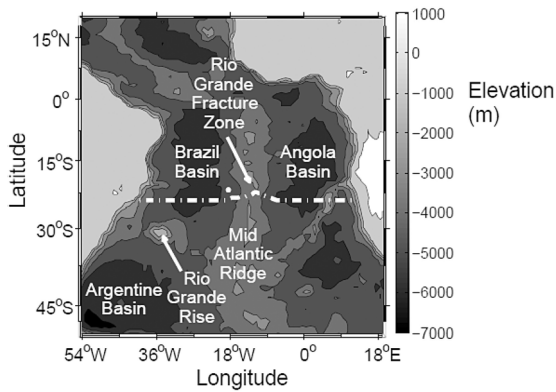 1000
0
−1000
−2000
−3000
−4000
−5000
−6000
−7000
Elevation
(m)
Latitude
15°N
0°
15°S
30°S
45°S
Rio
Grande
Fracture
Zone
Brazil
Basin
Angola
Basin
Mid
Atlantic
Ridge
Argentine
Basin
Rio
Grande
Rise
54°W 36°W 18°W 0° 18°E
Longitude